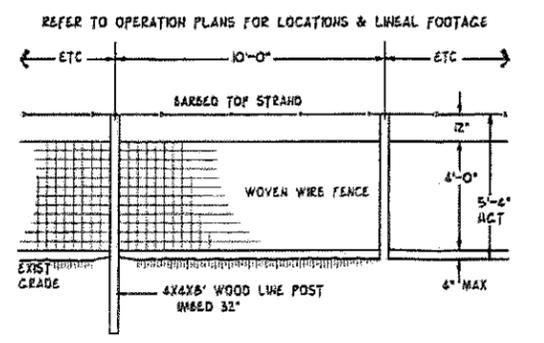 REFER TO OPERATION PLANS FOR LOCATIONS & LINEAL FOOTAGE
ETC 10'-0" ETC
BARBED TOP STRAND
12"
WOVEN WIRE FENCE
4'-0"
5'-4"
HGT
EXIST
GRADE
4X4X8' WOOD LINE POST
IMBED 32"
4" MAX